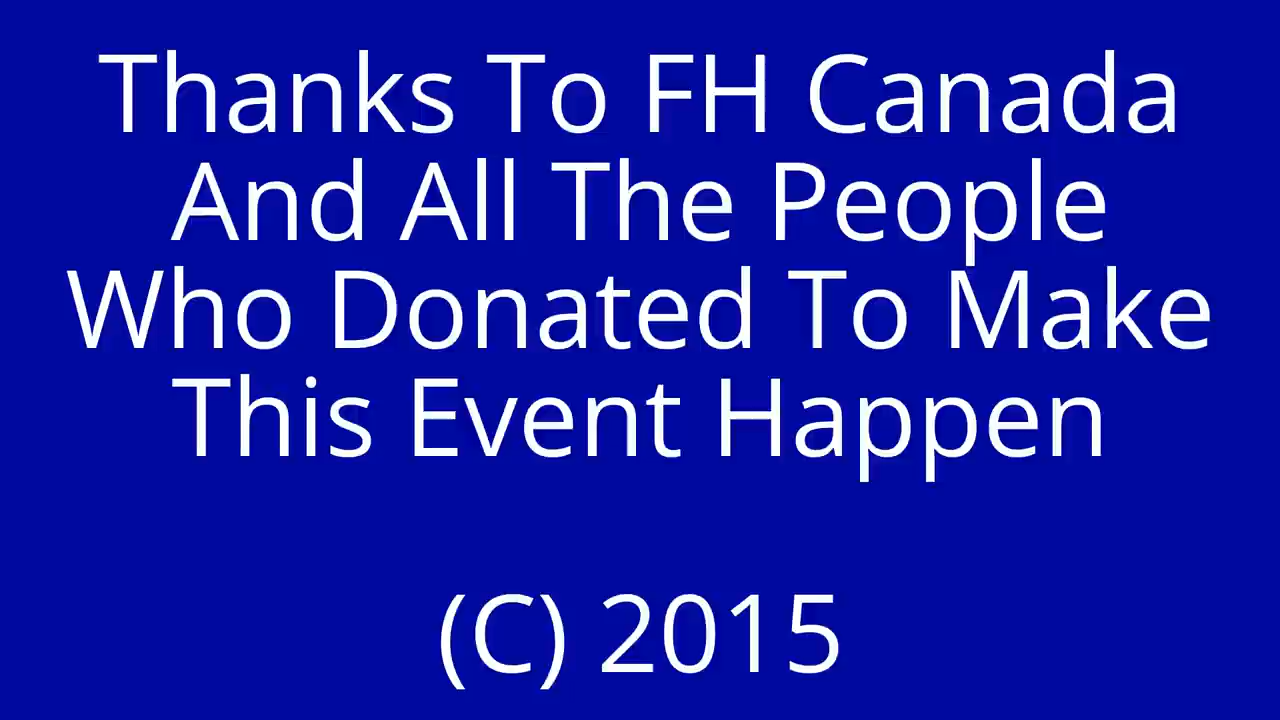 Thanks To FH Canada
And All The People
Who Donated To Make
This Event Happen
(C) 2015